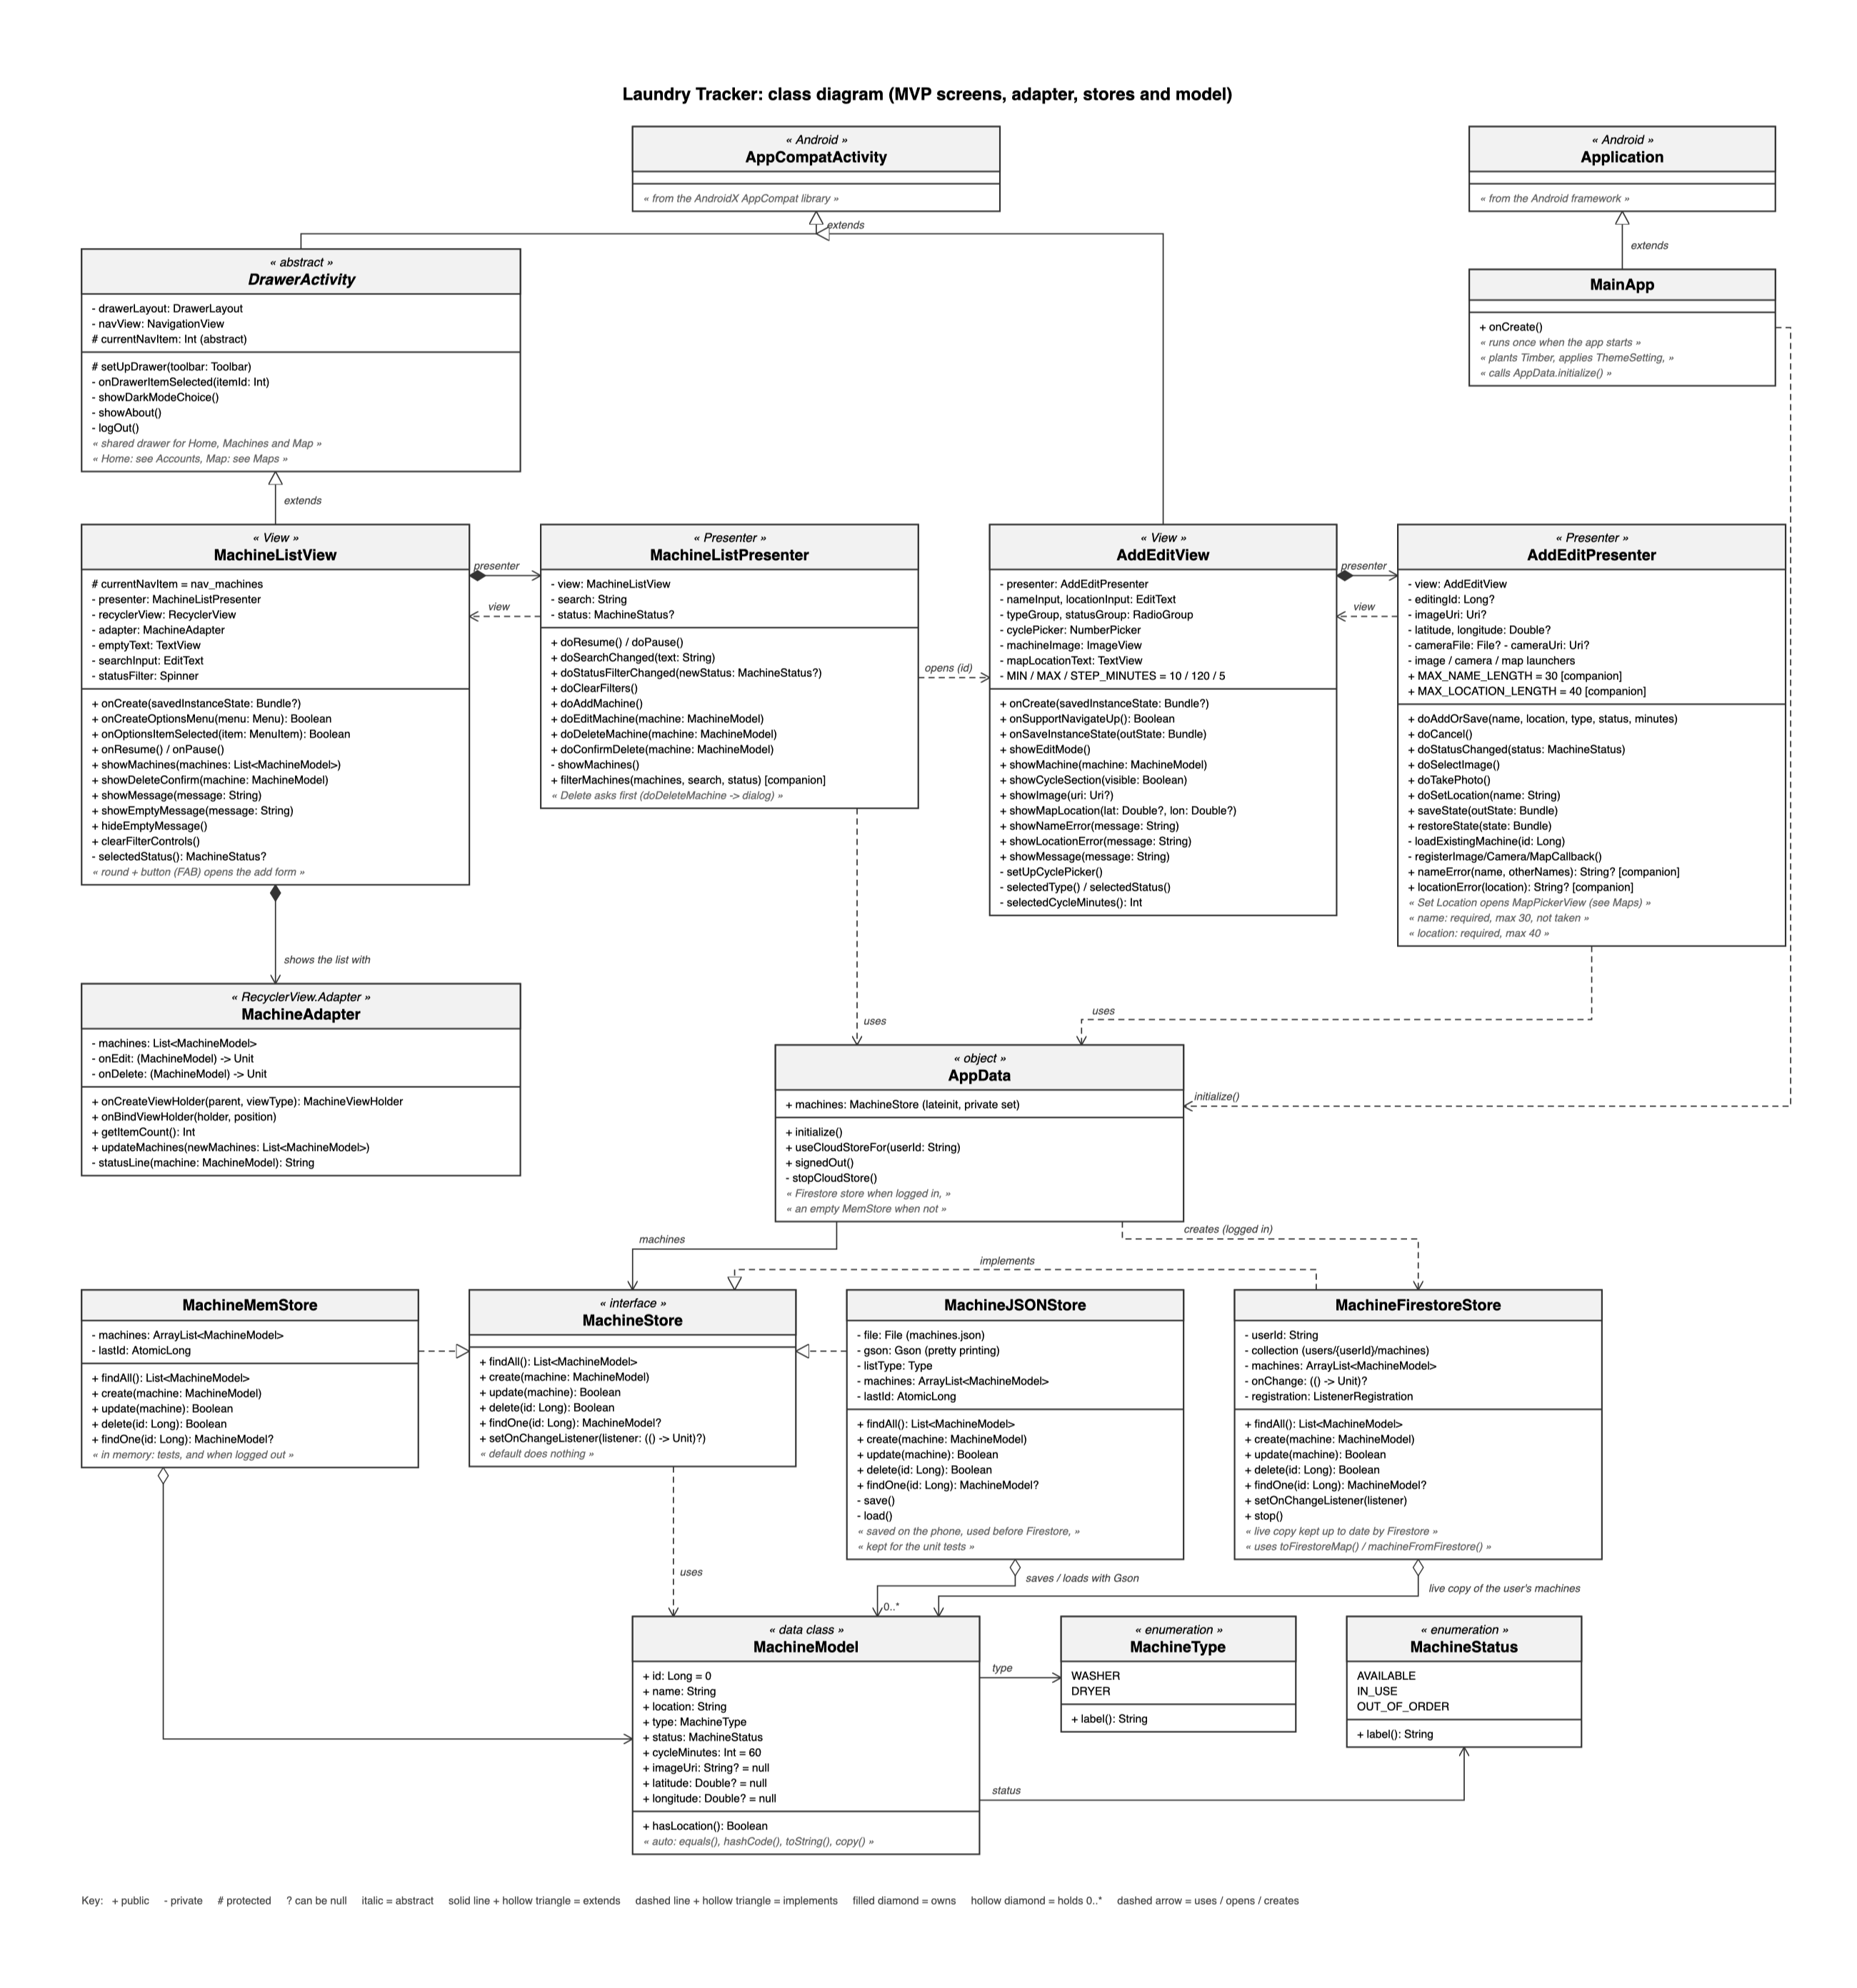 Laundry Tracker: class diagram (MVP screens, adapter, stores and model)
« Android »
AppCompatActivity
« from the AndroidX AppCompat library »
« Android »
Application
« from the Android framework »
extends
extends
« abstract »
DrawerActivity
- drawerLayout: DrawerLayout
- navView: NavigationView
# currentNavItem: Int (abstract)
# setUpDrawer(toolbar: Toolbar)
- onDrawerItemSelected(itemId: Int)
- showDarkModeChoice()
- showAbout()
- logOut()
« shared drawer for Home, Machines and Map »
« Home: see Accounts, Map: see Maps »
MainApp
+ onCreate()
« runs once when the app starts »
« plants Timber, applies ThemeSetting, »
« calls AppData.initialize() »
extends
« View »
MachineListView
# currentNavItem = nav_machines
- presenter: MachineListPresenter
- recyclerView: RecyclerView
- adapter: MachineAdapter
- emptyText: TextView
- searchInput: EditText
- statusFilter: Spinner
+ onCreate(savedInstanceState: Bundle?)
+ onCreateOptionsMenu(menu: Menu): Boolean
+ onOptionsItemSelected(item: MenuItem): Boolean
+ onResume() / onPause()
+ showMachines(machines: List<MachineModel>)
+ showDeleteConfirm(machine: MachineModel)
+ showMessage(message: String)
+ showEmptyMessage(message: String)
+ hideEmptyMessage()
+ clearFilterControls()
- selectedStatus(): MachineStatus?
« round + button (FAB) opens the add form »
presenter
view
« Presenter »
MachineListPresenter
- view: MachineListView
- search: String
- status: MachineStatus?
+ doResume() / doPause()
+ doSearchChanged(text: String)
+ doStatusFilterChanged(newStatus: MachineStatus?)
+ doClearFilters()
+ doAddMachine()
+ doEditMachine(machine: MachineModel)
+ doDeleteMachine(machine: MachineModel)
+ doConfirmDelete(machine: MachineModel)
- showMachines()
+ filterMachines(machines, search, status) [companion]
« Delete asks first (doDeleteMachine -> dialog) »
opens (id)
« View »
AddEditView
- presenter: AddEditPresenter
- nameInput, locationInput: EditText
- typeGroup, statusGroup: RadioGroup
- cyclePicker: NumberPicker
- machineImage: ImageView
- mapLocationText: TextView
- MIN / MAX / STEP_MINUTES = 10 / 120 / 5
+ onCreate(savedInstanceState: Bundle?)
+ onSupportNavigateUp(): Boolean
+ onSaveInstanceState(outState: Bundle)
+ showEditMode()
+ showMachine(machine: MachineModel)
+ showCycleSection(visible: Boolean)
+ showImage(uri: Uri?)
+ showMapLocation(lat: Double?, lon: Double?)
+ showNameError(message: String)
+ showLocationError(message: String)
+ showMessage(message: String)
- setUpCyclePicker()
- selectedType() / selectedStatus()
- selectedCycleMinutes(): Int
presenter
view
« Presenter »
AddEditPresenter
- view: AddEditView
- editingId: Long?
- imageUri: Uri?
- latitude, longitude: Double?
- cameraFile: File? - cameraUri: Uri?
- image / camera / map launchers
+ MAX_NAME_LENGTH = 30 [companion]
+ MAX_LOCATION_LENGTH = 40 [companion]
+ doAddOrSave(name, location, type, status, minutes)
+ doCancel()
+ doStatusChanged(status: MachineStatus)
+ doSelectImage()
+ doTakePhoto()
+ doSetLocation(name: String)
+ saveState(outState: Bundle)
+ restoreState(state: Bundle)
- loadExistingMachine(id: Long)
- registerImage/Camera/MapCallback()
+ nameError(name, otherNames): String? [companion]
+ locationError(location): String? [companion]
« Set Location opens MapPickerView (see Maps) »
« name: required, max 30, not taken »
« location: required, max 40 »
shows the list with
« RecyclerView.Adapter »
MachineAdapter
- machines: List<MachineModel>
- onEdit: (MachineModel) -> Unit
- onDelete: (MachineModel) -> Unit
+ onCreateViewHolder(parent, viewType): MachineViewHolder
+ onBindViewHolder(holder, position)
+ getItemCount(): Int
+ updateMachines(newMachines: List<MachineModel>)
- statusLine(machine: MachineModel): String
uses
uses
« object »
AppData
+ machines: MachineStore (lateinit, private set)
+ initialize()
+ useCloudStoreFor(userId: String)
+ signedOut()
- stopCloudStore()
« Firestore store when logged in, »
« an empty MemStore when not »
initialize()
machines
creates (logged in)
implements
MachineMemStore
- machines: ArrayList<MachineModel>
- lastId: AtomicLong
+ findAll(): List<MachineModel>
+ create(machine: MachineModel)
+ update(machine): Boolean
+ delete(id: Long): Boolean
+ findOne(id: Long): MachineModel?
« in memory: tests, and when logged out »
« interface »
MachineStore
+ findAll(): List<MachineModel>
+ create(machine: MachineModel)
+ update(machine): Boolean
+ delete(id: Long): Boolean
+ findOne(id: Long): MachineModel?
+ setOnChangeListener(listener: (() -> Unit)?)
« default does nothing »
MachineJSONStore
- file: File (machines.json)
- gson: Gson (pretty printing)
- listType: Type
- machines: ArrayList<MachineModel>
- lastId: AtomicLong
+ findAll(): List<MachineModel>
+ create(machine: MachineModel)
+ update(machine): Boolean
+ delete(id: Long): Boolean
+ findOne(id: Long): MachineModel?
- save()
- load()
« saved on the phone, used before Firestore, »
« kept for the unit tests »
MachineFirestoreStore
- userId: String
- collection (users/{userId}/machines)
- machines: ArrayList<MachineModel>
- onChange: (() -> Unit)?
- registration: ListenerRegistration
+ findAll(): List<MachineModel>
+ create(machine: MachineModel)
+ update(machine): Boolean
+ delete(id: Long): Boolean
+ findOne(id: Long): MachineModel?
+ setOnChangeListener(listener)
+ stop()
« live copy kept up to date by Firestore »
« uses toFirestoreMap() / machineFromFirestore() »
uses
saves / loads with Gson
live copy of the user's machines
0..*
« data class »
MachineModel
+ id: Long = 0
+ name: String
+ location: String
+ type: MachineType
+ status: MachineStatus
+ cycleMinutes: Int = 60
+ imageUri: String? = null
+ latitude: Double? = null
+ longitude: Double? = null
+ hasLocation(): Boolean
« auto: equals(), hashCode(), toString(), copy() »
type
« enumeration »
MachineType
WASHER
DRYER
+ label(): String
« enumeration »
MachineStatus
AVAILABLE
IN_USE
OUT_OF_ORDER
+ label(): String
status
Key: + public - private # protected ? can be null italic = abstract solid line + hollow triangle = extends dashed line + hollow triangle = implements filled diamond = owns hollow diamond = holds 0..* dashed arrow = uses / opens / creates